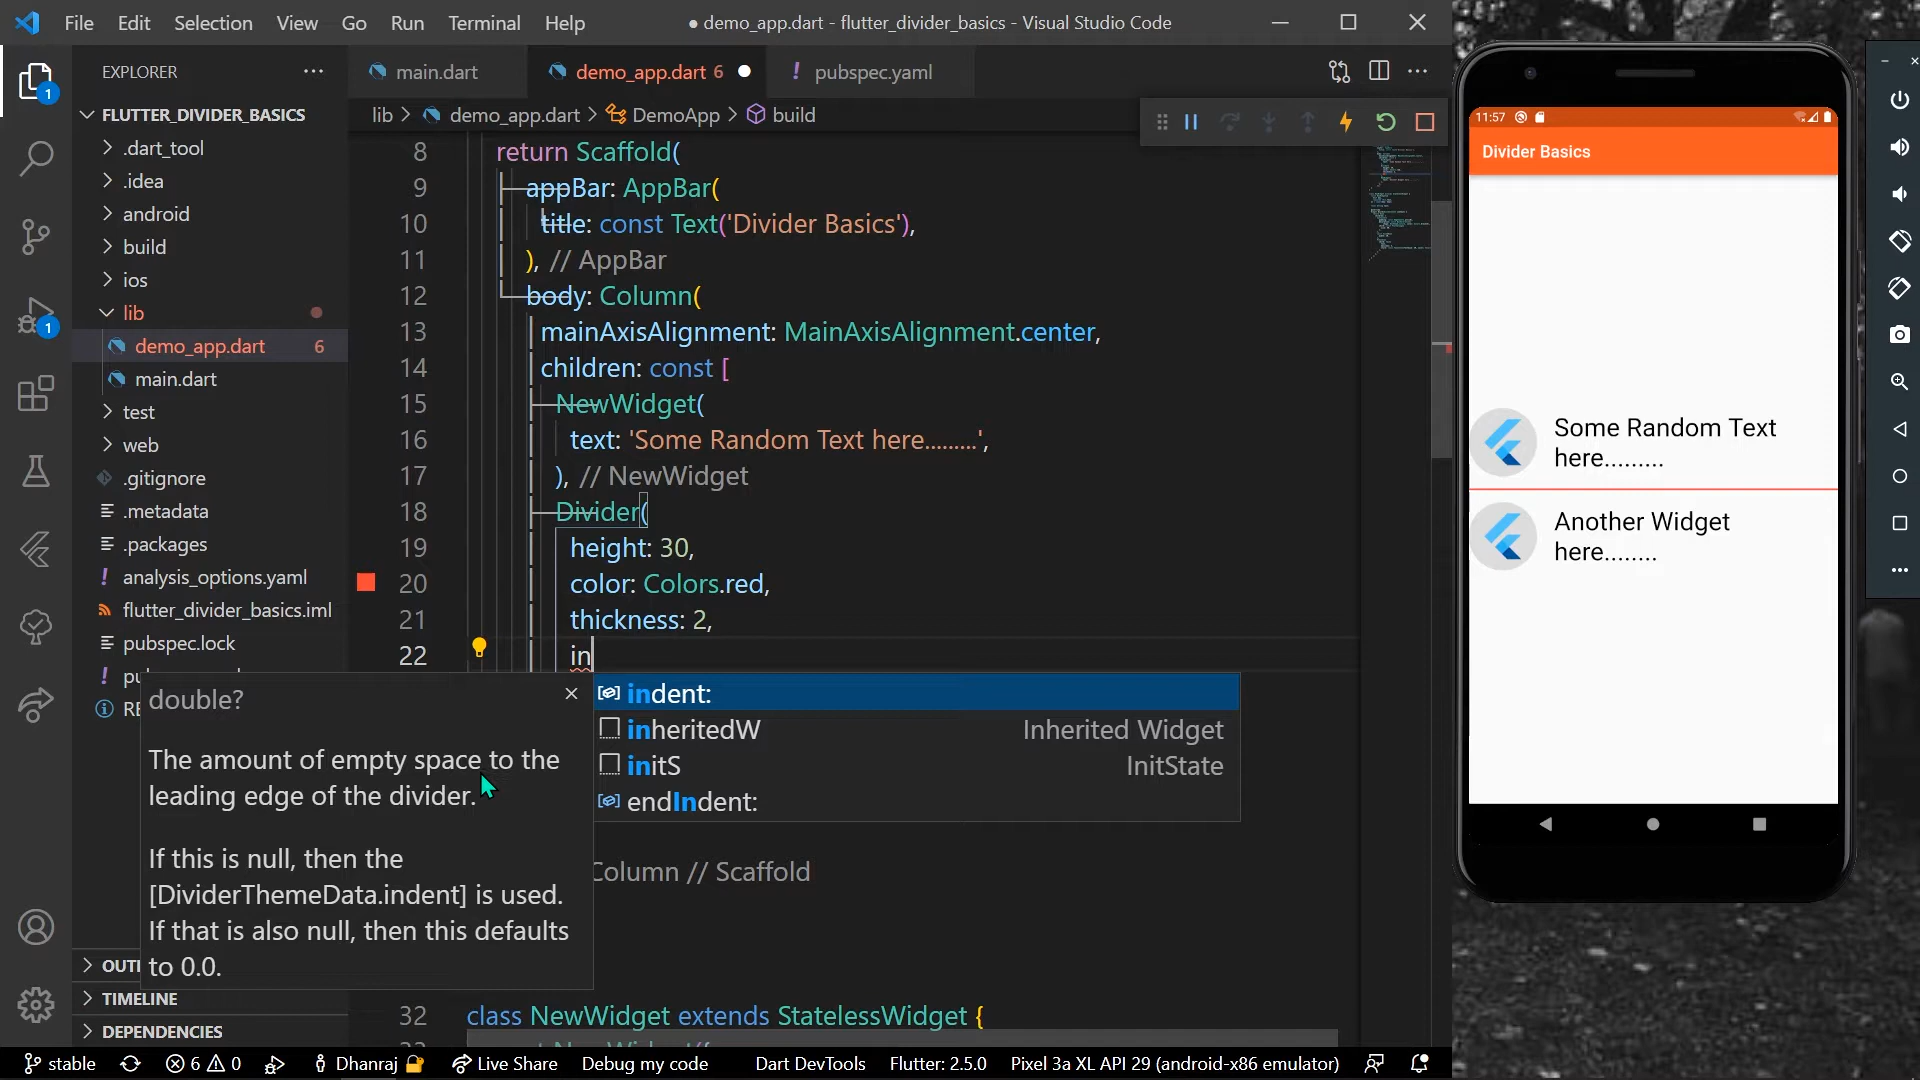 File Edit Selection View Go Run Terminal Help
● demo_app.dart - flutter_divider_basics - Visual Studio Code
EXPLORER
FLUTTER_DIVIDER_BASICS
.dart_tool
.idea
android
build
ios
lib
demo_app.dart 6
main.dart
test
web
.gitignore
.metadata
.packages
analysis_options.yaml
flutter_divider_basics.iml
pubspec.lock
TIMELINE
DEPENDENCIES
main.dart
demo_app.dart 6
pubspec.yaml
lib > demo_app.dart > DemoApp > build
8 return Scaffold(
9 appBar: AppBar(
10 title: const Text('Divider Basics'),
11 ), // AppBar
12 body: Column(
13 mainAxisAlignment: MainAxisAlignment.center,
14 children: const [
15 NewWidget(
16 text: 'Some Random Text here.........',
17 ), // NewWidget
18 Divider(
19 height: 30,
20 color: Colors.red,
21 thickness: 2,
22 in
indent:
inheritedW Inherited Widget
initS InitState
endIndent:
double?
The amount of empty space to the
leading edge of the divider.
If this is null, then the
[DividerThemeData.indent] is used.
If that is also null, then this defaults
to 0.0.
Column // Scaffold
32 class NewWidget extends StatelessWidget {
stable
6 0
Dhanraj
Live Share
Debug my code
Dart DevTools
Flutter: 2.5.0
Pixel 3a XL API 29 (android-x86 emulator)
11:57
Divider Basics
Some Random Text
here.........
Another Widget
here........